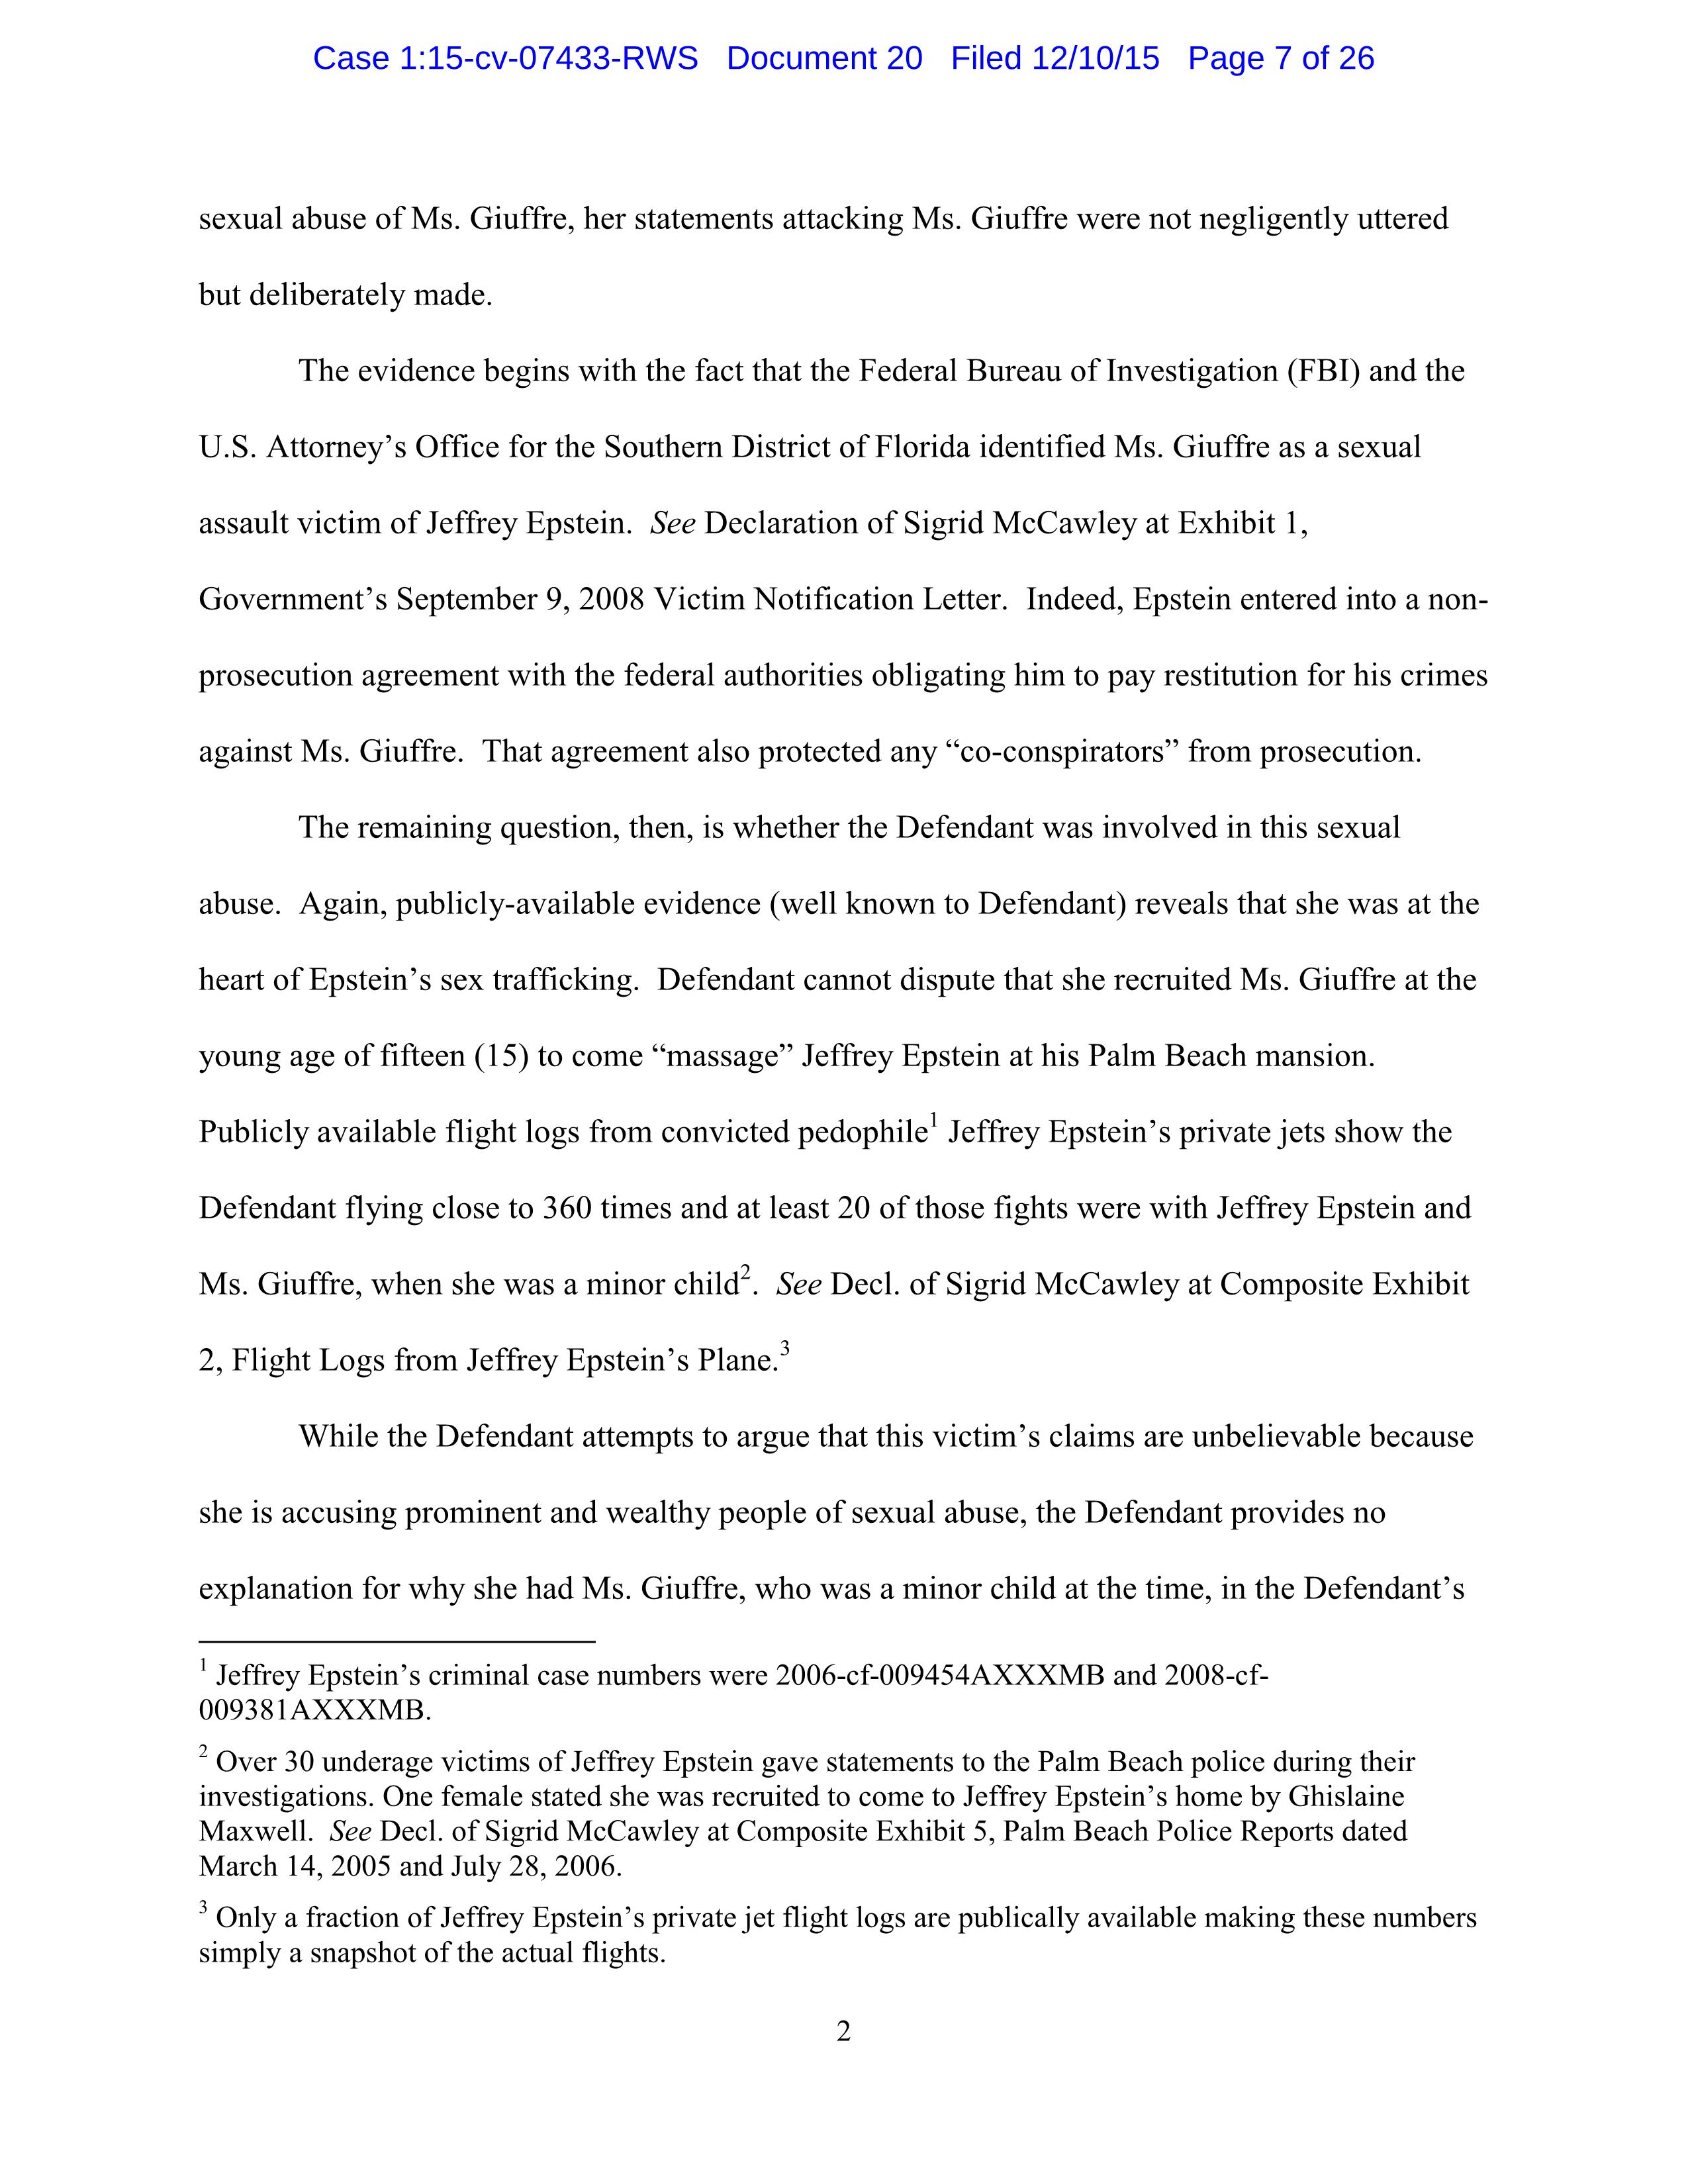 Case 1:15-cv-07433-RWS Document 20 Filed 12/10/15 Page 7 of 26
sexual abuse of Ms. Giuffre, her statements attacking Ms. Giuffre were not negligently uttered
but deliberately made.
The evidence begins with the fact that the Federal Bureau of Investigation (FBI) and the
U.S. Attorney’s Office for the Southern District of Florida identified Ms. Giuffre as a sexual
assault victim of Jeffrey Epstein. See Declaration of Sigrid McCawley at Exhibit 1,
Government’s September 9, 2008 Victim Notification Letter. Indeed, Epstein entered into a non-
prosecution agreement with the federal authorities obligating him to pay restitution for his crimes
against Ms. Giuffre. That agreement also protected any “co-conspirators” from prosecution.
The remaining question, then, is whether the Defendant was involved in this sexual
abuse. Again, publicly-available evidence (well known to Defendant) reveals that she was at the
heart of Epstein’s sex trafficking. Defendant cannot dispute that she recruited Ms. Giuffre at the
young age of fifteen (15) to come “massage” Jeffrey Epstein at his Palm Beach mansion.
Publicly available flight logs from convicted pedophile1 Jeffrey Epstein’s private jets show the
Defendant flying close to 360 times and at least 20 of those fights were with Jeffrey Epstein and
Ms. Giuffre, when she was a minor child2. See Decl. of Sigrid McCawley at Composite Exhibit
2, Flight Logs from Jeffrey Epstein’s Plane.3
While the Defendant attempts to argue that this victim’s claims are unbelievable because
she is accusing prominent and wealthy people of sexual abuse, the Defendant provides no
explanation for why she had Ms. Giuffre, who was a minor child at the time, in the Defendant’s
1 Jeffrey Epstein’s criminal case numbers were 2006-cf-009454AXXXMB and 2008-cf-
009381AXXXMB.
2 Over 30 underage victims of Jeffrey Epstein gave statements to the Palm Beach police during their
investigations. One female stated she was recruited to come to Jeffrey Epstein’s home by Ghislaine
Maxwell. See Decl. of Sigrid McCawley at Composite Exhibit 5, Palm Beach Police Reports dated
March 14, 2005 and July 28, 2006.
3 Only a fraction of Jeffrey Epstein’s private jet flight logs are publically available making these numbers
simply a snapshot of the actual flights.
2